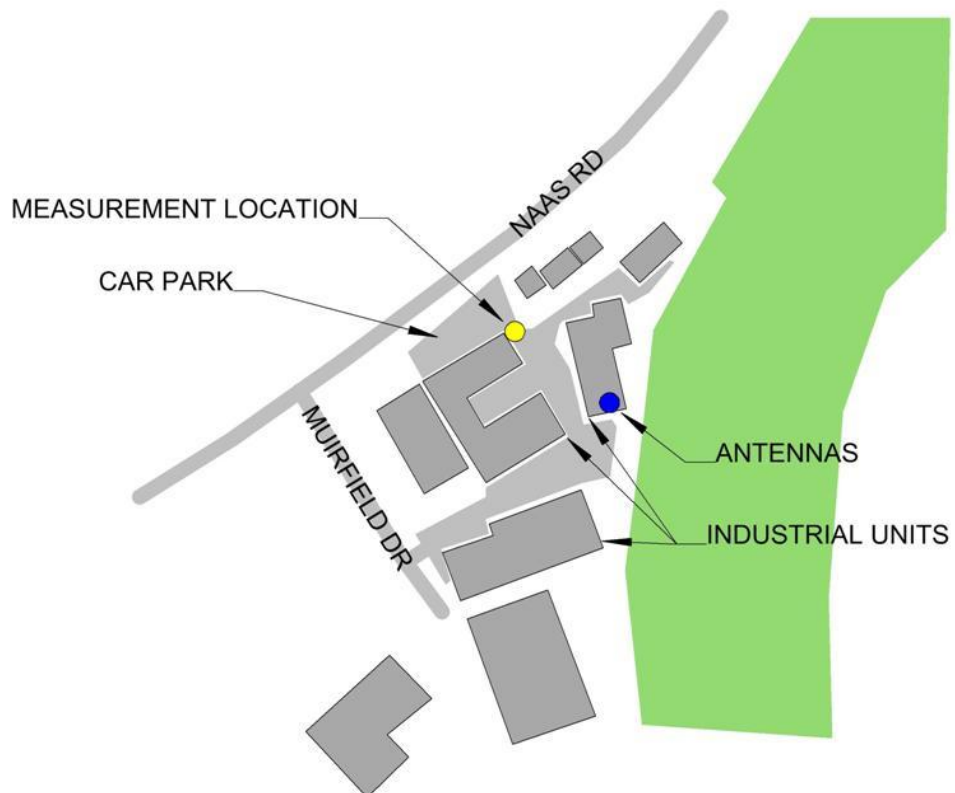 NAAS RD
MEASUREMENT LOCATION
CAR PARK
MUIRFIELD DR
ANTENNAS
INDUSTRIAL UNITS